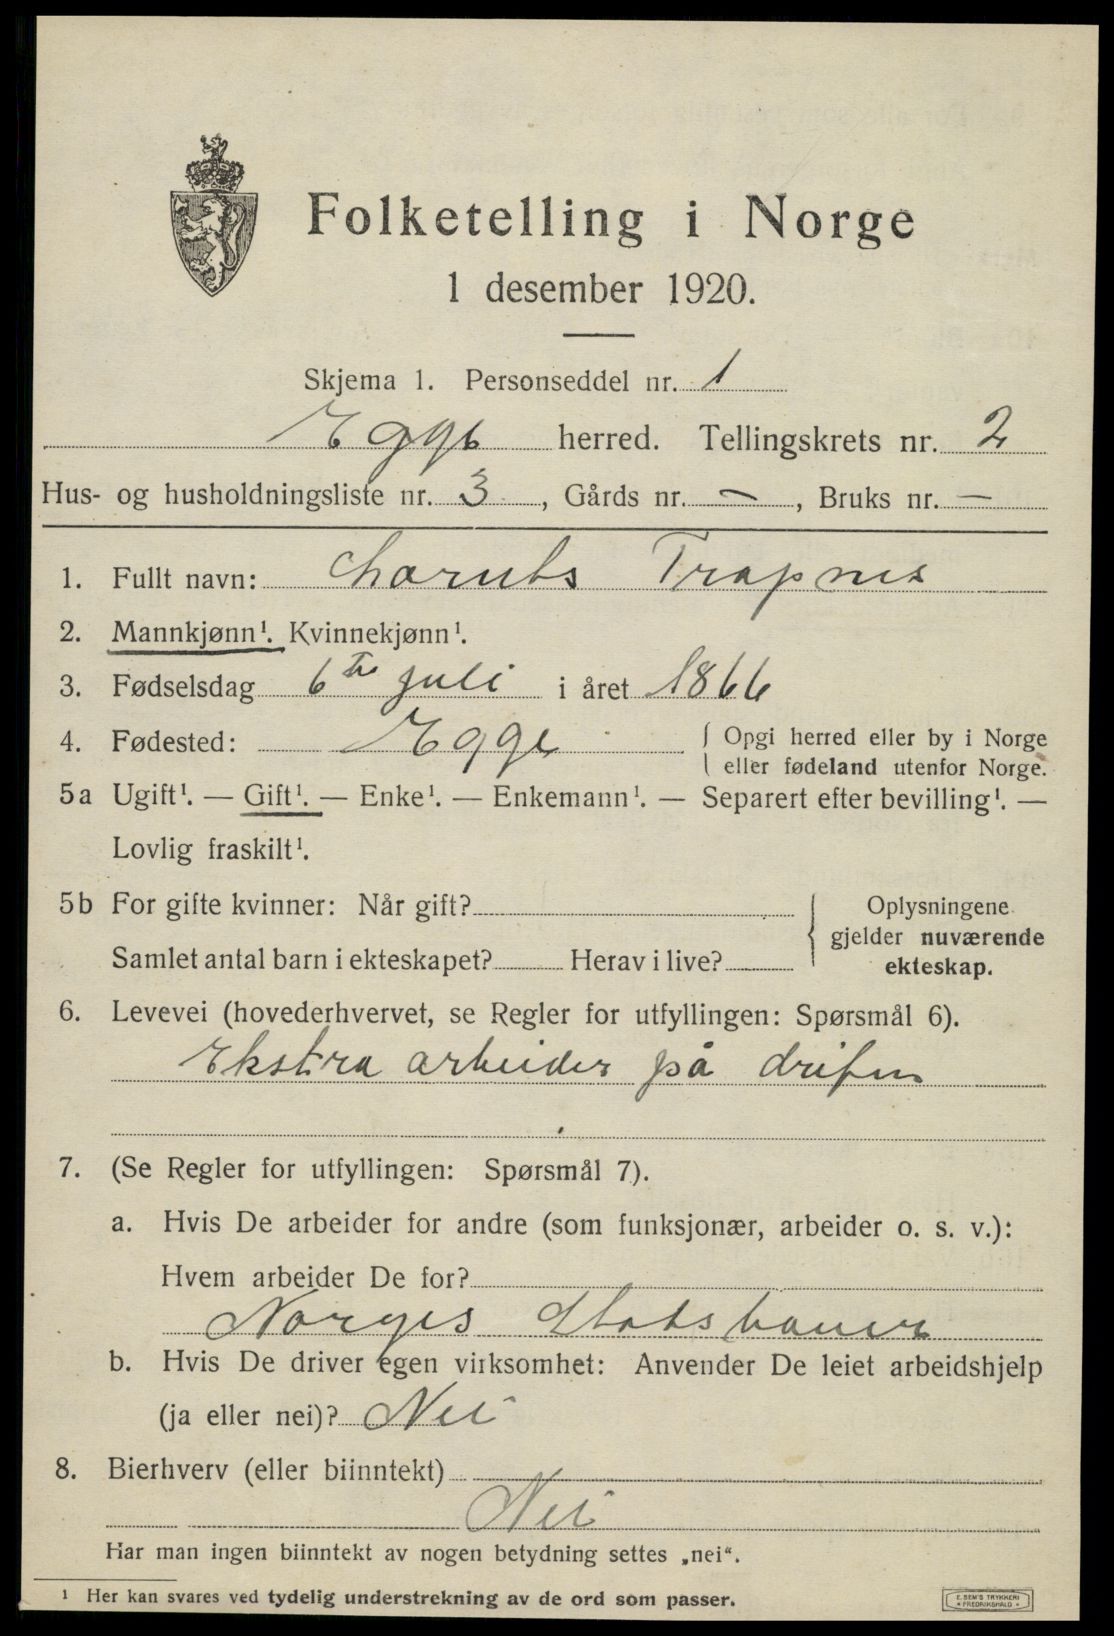 Folketelling i Norge
1 desember 1920.
Skjema 1. Personseddel nr. 1
Egge herred. Tellingskrets nr. 2
Hus- og husholdningsliste nr. 3, Gårds nr. —, Bruks nr. —
1. Fullt navn: Lorents Trapnes
2. Mannkjønn¹. Kvinnekjønn¹.
3. Fødselsdag 6te juli i året 1866
4. Fødested: Egge { Opgi herred eller by i Norge
eller fødeland utenfor Norge.
5a Ugift¹. — Gift¹. — Enke¹. — Enkemann¹. — Separert efter bevilling¹. —
Lovlig fraskilt¹.
5b For gifte kvinner: Når gift? { Oplysningene
gjelder nuværende
Samlet antal barn i ekteskapet? Herav i live? ekteskap.
6. Levevei (hovederhvervet, se Regler for utfyllingen: Spørsmål 6).
Ekstra arbeider på driften
7. (Se Regler for utfyllingen: Spørsmål 7).
a. Hvis De arbeider for andre (som funksjonær, arbeider o. s. v.):
Hvem arbeider De for?
Norges Statsbaner
b. Hvis De driver egen virksomhet: Anvender De leiet arbeidshjelp
(ja eller nei)? Nei
8. Bierhverv (eller biinntekt)
Nei
Har man ingen biinntekt av nogen betydning settes „nei".
¹ Her kan svares ved tydelig understrekning av de ord som passer.
E. SEM'S TRYKKERI
FREDRIKSHALD